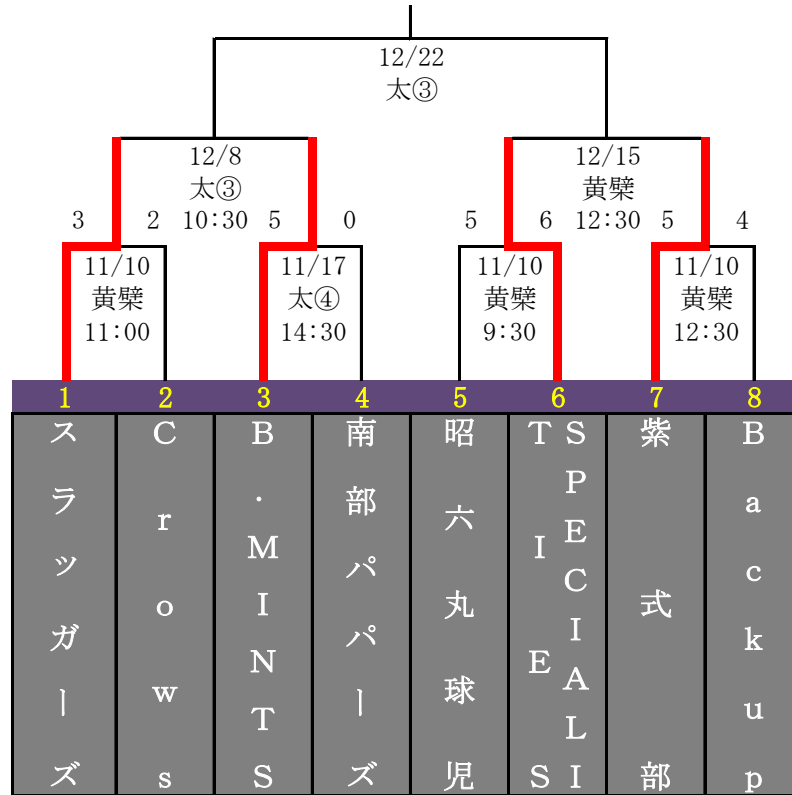 12/22
太③
12/8
太③
10:30
12/15
黄檗
12:30
3
2
5
0
5
6
5
4
11/10
黄檗
11:00
11/17
太④
14:30
11/10
黄檗
9:30
11/10
黄檗
12:30
1
2
3
4
5
6
7
8
スラッガーズ
Crows
B.MINTS
南部パパーズ
昭六丸球児
SPECIALI
TIES
紫式部
Backup